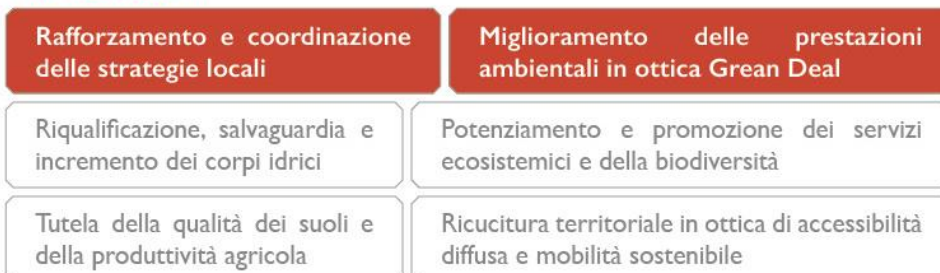 Rafforzamento e coordinazione
delle strategie locali
Miglioramento delle prestazioni
ambientali in ottica Grean Deal
Riqualificazione, salvaguardia e
incremento dei corpi idrici
Potenziamento e promozione dei servizi
ecosistemici e della biodiversità
Tutela della qualità dei suoli e
della produttività agricola
Ricucitura territoriale in ottica di accessibilità
diffusa e mobilità sostenibile